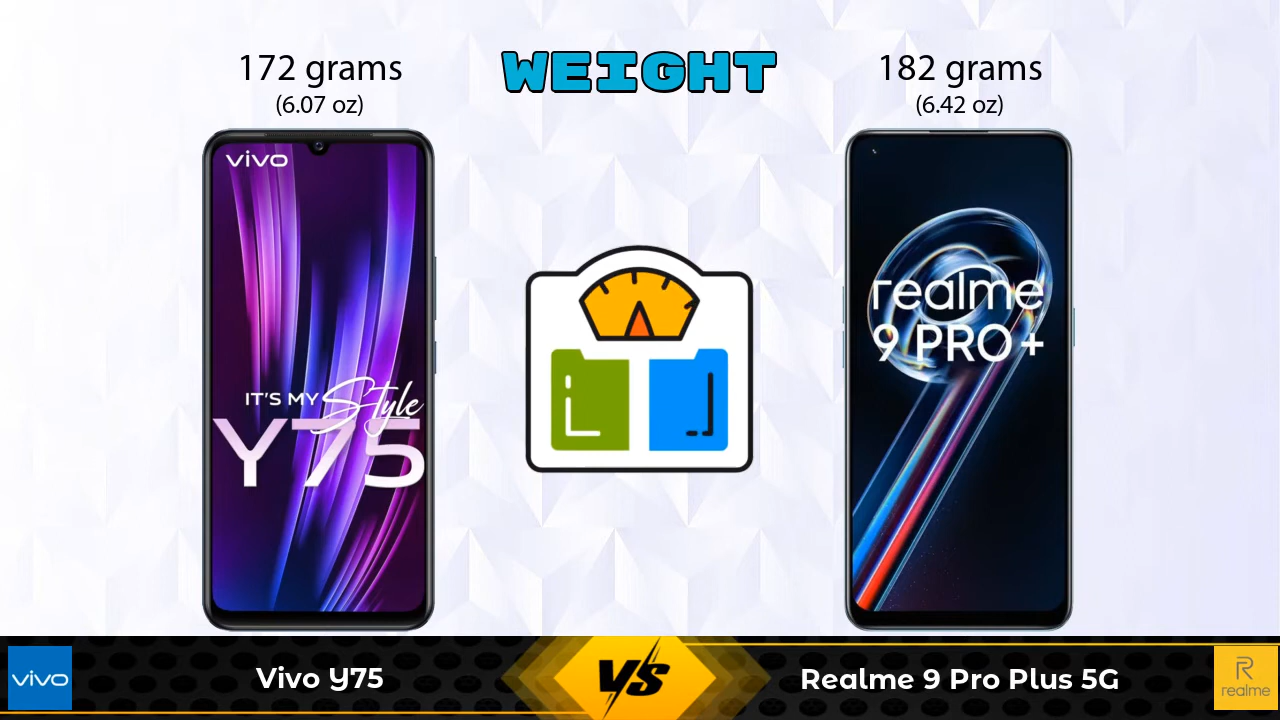 WEIGHT
172 grams
(6.07 oz)
182 grams
(6.42 oz)
vivo
IT'S MY Style
Y75
realme
9 PRO+
vivo
Vivo Y75
VS
Realme 9 Pro Plus 5G
R
realme